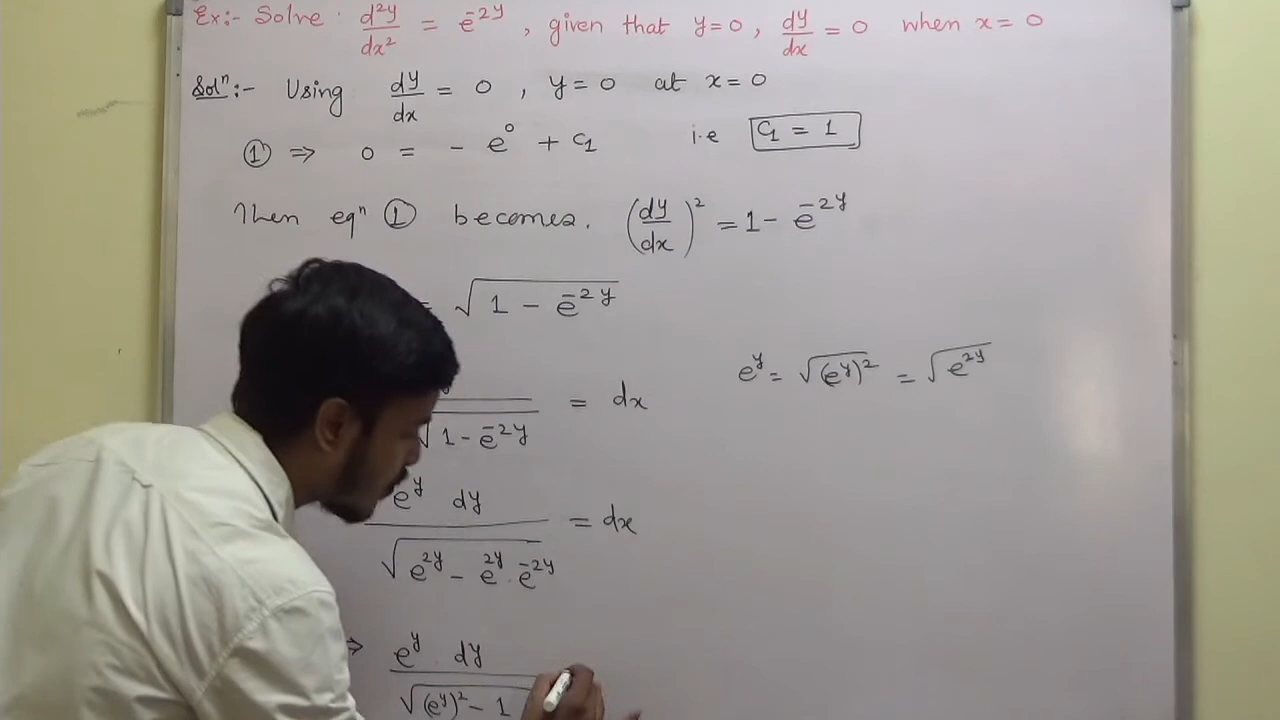 Ex:- Solve : d²y/dx² = e^-2y , given that y=0, dy/dx = 0 when x=0
Solⁿ:- Using dy/dx = 0 , y=0 at x=0
① ⇒ 0 = - e⁰ + C₁ i.e C₁ = 1
Then eqⁿ ① becomes. (dy/dx)² = 1 - e^-2y
= √(1 - e^-2y)
e^y = √((e^y)²) = √(e^2y)
√(1 - e^-2y) = dx
e^y dy / √(e^2y - e^2y . e^-2y) = dx
⇒ e^y . dy / √((e^y)² - 1